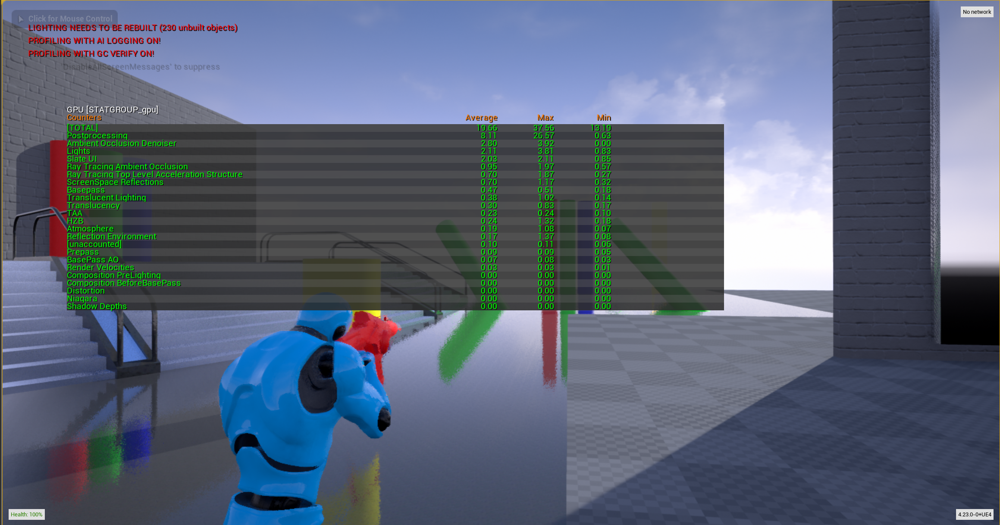 Click for Mouse Control
No network
LIGHTING NEEDS TO BE REBUILT (230 unbuilt objects)
PROFILING WITH AI LOGGING ON!
PROFILING WITH GC VERIFY ON!
'DisableAllScreenMessages' to suppress
GPU [STATGROUP_gpu]
Counters Average Max Min
[TOTAL] 19.66 37.56 13.19
Postprocessing 8.11 26.57 0.63
Ambient Occlusion Denoiser 2.80 3.92 0.00
Lights 2.11 3.81 0.83
Slate UI 2.03 2.11 0.85
Ray Tracing Ambient Occlusion 0.95 1.97 0.57
Ray Tracing Top Level Acceleration Structure 0.70 1.87 0.27
ScreenSpace Reflections 0.70 1.17 0.32
Basepass 0.47 0.51 0.18
Translucent Lighting 0.38 1.02 0.14
Translucency 0.30 0.83 0.17
TAA 0.23 0.24 0.10
HZB 0.24 1.32 0.18
Atmosphere 0.19 1.08 0.07
Reflection Environment 0.17 1.37 0.08
[unaccounted] 0.10 0.11 0.06
Prepass 0.09 0.09 0.05
BasePass AO 0.07 0.08 0.03
Render Velocities 0.03 0.03 0.01
Composition PreLighting 0.00 0.00 0.00
Composition BeforeBasePass 0.00 0.00 0.00
Distortion 0.00 0.00 0.00
Niagara 0.00 0.00 0.00
Shadow Depths 0.00 0.00 0.00
Health: 100%
4.23.0-0+UE4